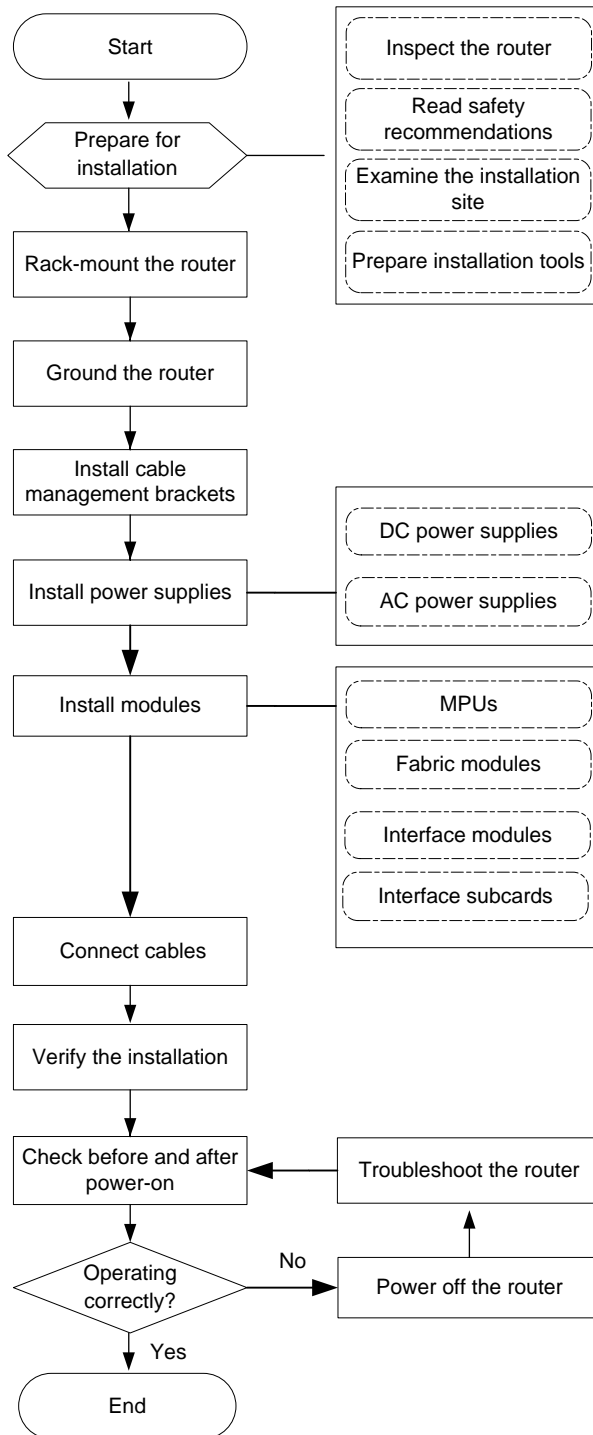 Start
Prepare for
installation
Inspect the router
Read safety
recommendations
Examine the installation
site
Prepare installation tools
Rack-mount the router
Ground the router
Install cable
management brackets
Install power supplies
DC power supplies
AC power supplies
Install modules
MPUs
Fabric modules
Interface modules
Interface subcards
Connect cables
Verify the installation
Check before and after
power-on
Troubleshoot the router
Operating
correctly?
No
Power off the router
Yes
End